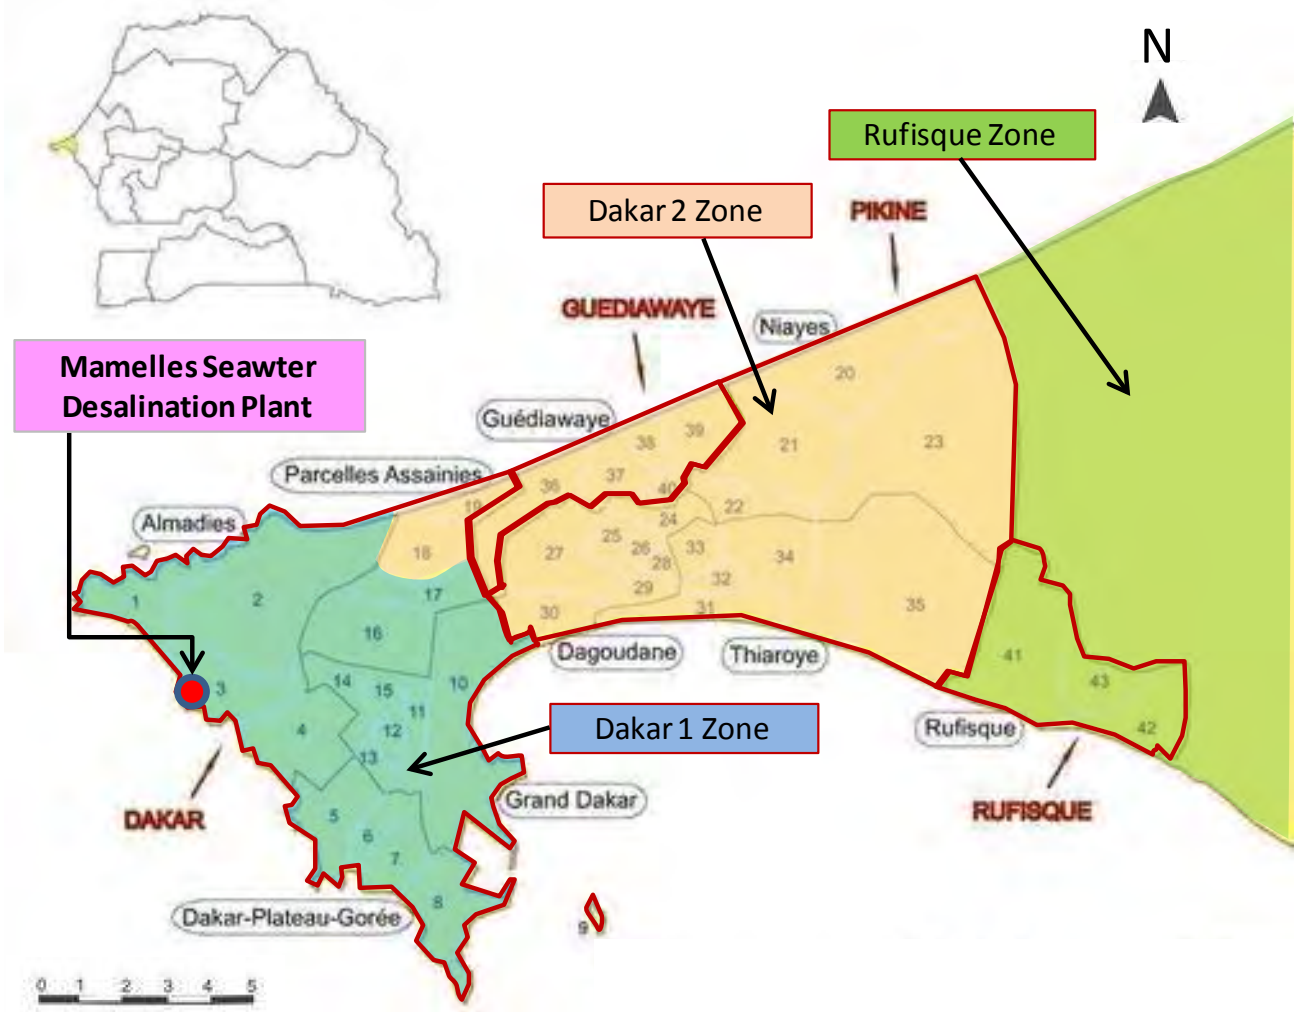 N
Rufisque Zone
Dakar 2 Zone
PIKINE
GUEDIAWAYE
Niayes
Mamelles Seawter
Desalination Plant
20
Guédiawaye
38
39
21
23
Parcelles Assainies
36
37
40
19
22
Almadies
24
18
25
26
33
27
28
34
32
29
1
2
17
30
31
35
16
Dagoudane
Thiaroye
41
14
15
10
3
43
11
4
12
Dakar 1 Zone
Rufisque
42
13
DAKAR
5
Grand Dakar
RUFISQUE
6
7
8
Dakar-Plateau-Gorée
9
0 1 2 3 4 5